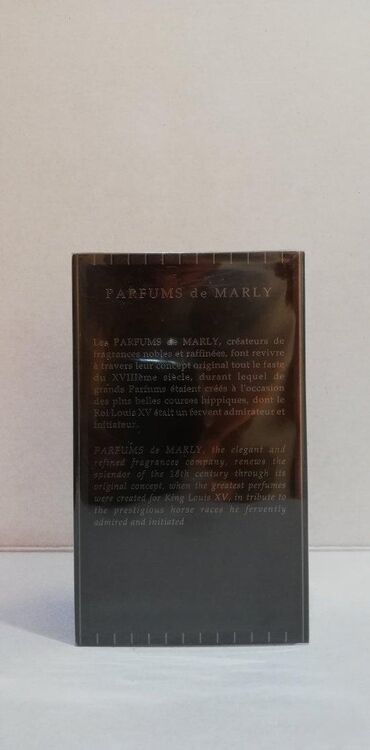 PARFUMS de MARLY
Les PARFUMS de MARLY, créateurs de
fragrances nobles et raffinées, font revivre
à travers leur concept original tout le faste
du XVIIIème siècle, durant lequel de
grands Parfums étaient créés à l'occasion
des plus belles courses hippiques, dont le
Roi Louis XV était un fervent admirateur et
initiateur.
PARFUMS de MARLY, the elegant and
refined fragrances company, renews the
splendor of the 18th century through its
original concept, when the greatest perfumes
were created for King Louis XV, in tribute to
the prestigious horse races he fervently
admired and initiated